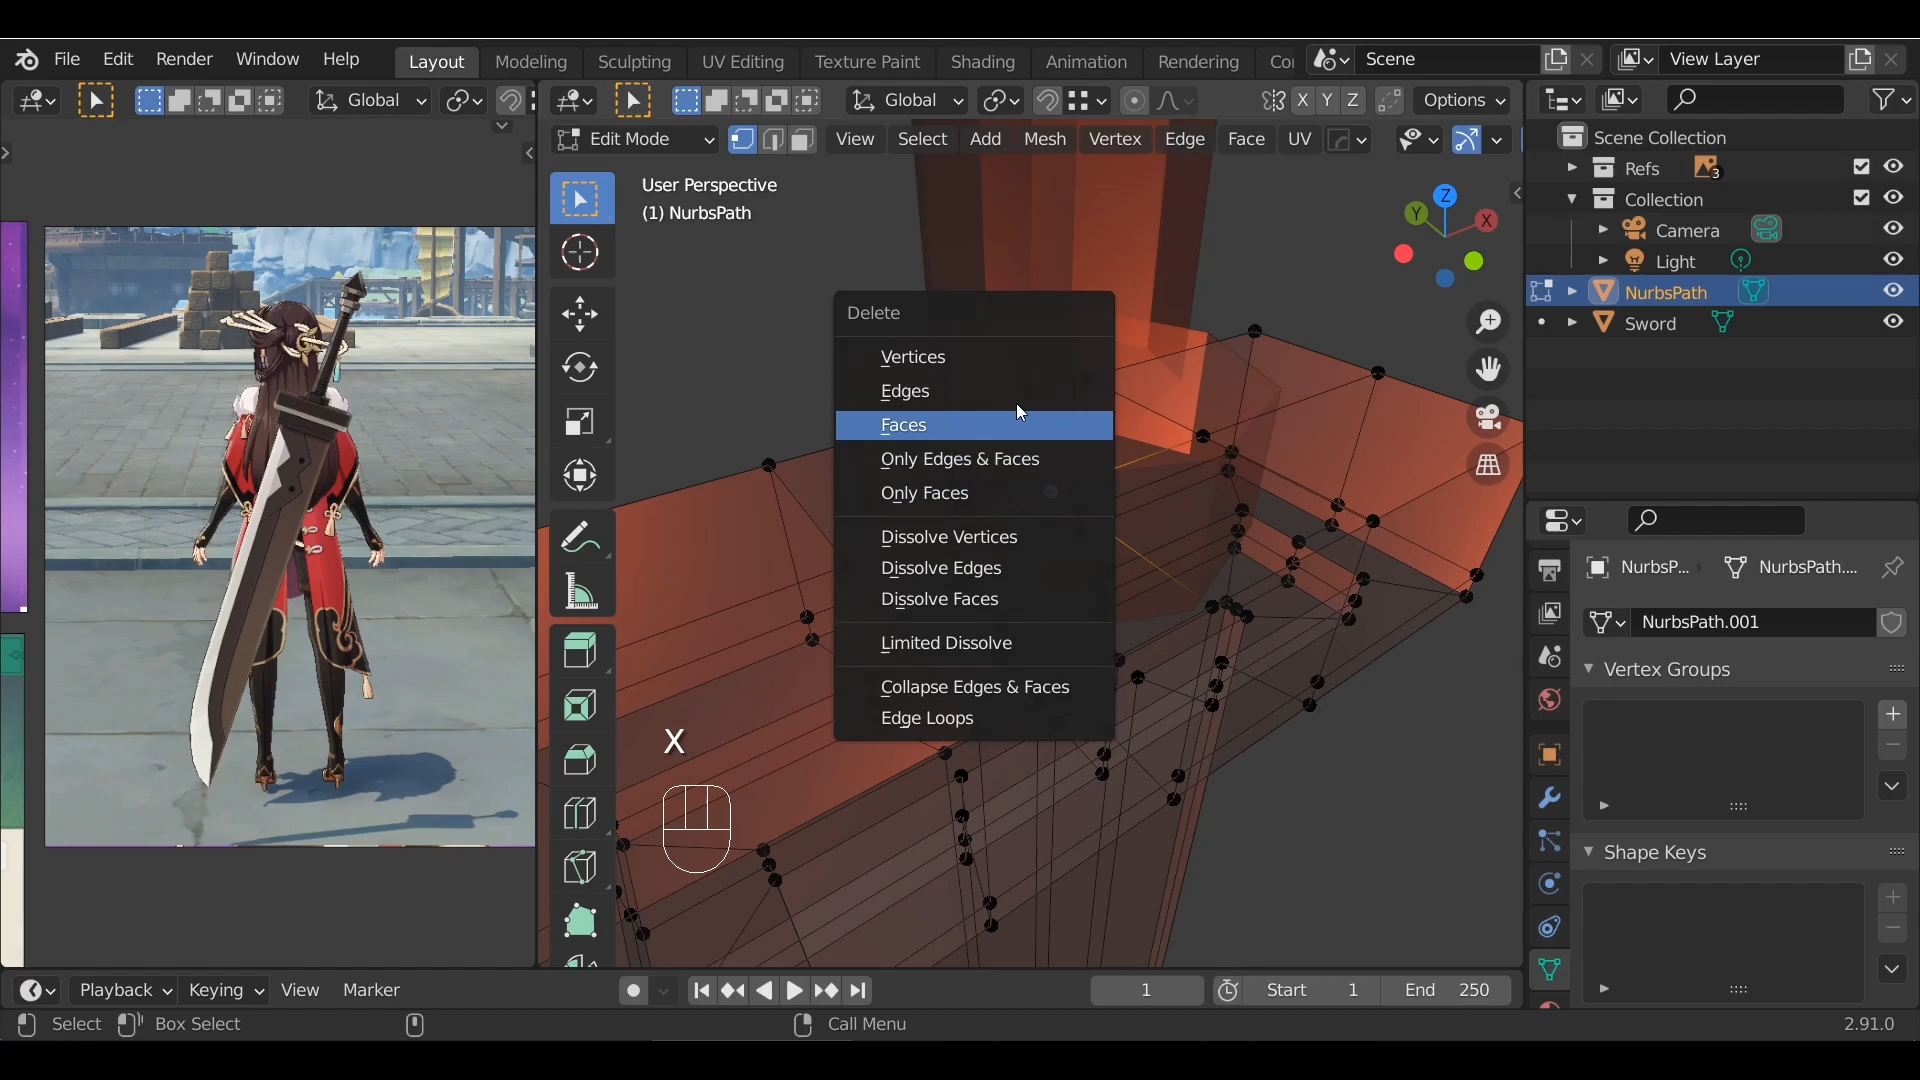 File Edit Render Window Help Layout Modeling Sculpting UV Editing Texture Paint Shading Animation Rendering Scene View Layer
Global Global X Y Z Options
Edit Mode View Select Add Mesh Vertex Edge Face UV
User Perspective
(1) NurbsPath
Z
Y
X
Delete
Vertices
Edges
Faces
Only Edges & Faces
Only Faces
Dissolve Vertices
Dissolve Edges
Dissolve Faces
Limited Dissolve
Collapse Edges & Faces
Edge Loops
X
Scene Collection
Refs 3
Collection
Camera
Light
NurbsPath
Sword
NurbsP... NurbsPath....
NurbsPath.001
Vertex Groups
Shape Keys
Playback Keying View Marker 1 Start 1 End 250
Select Box Select Call Menu 2.91.0